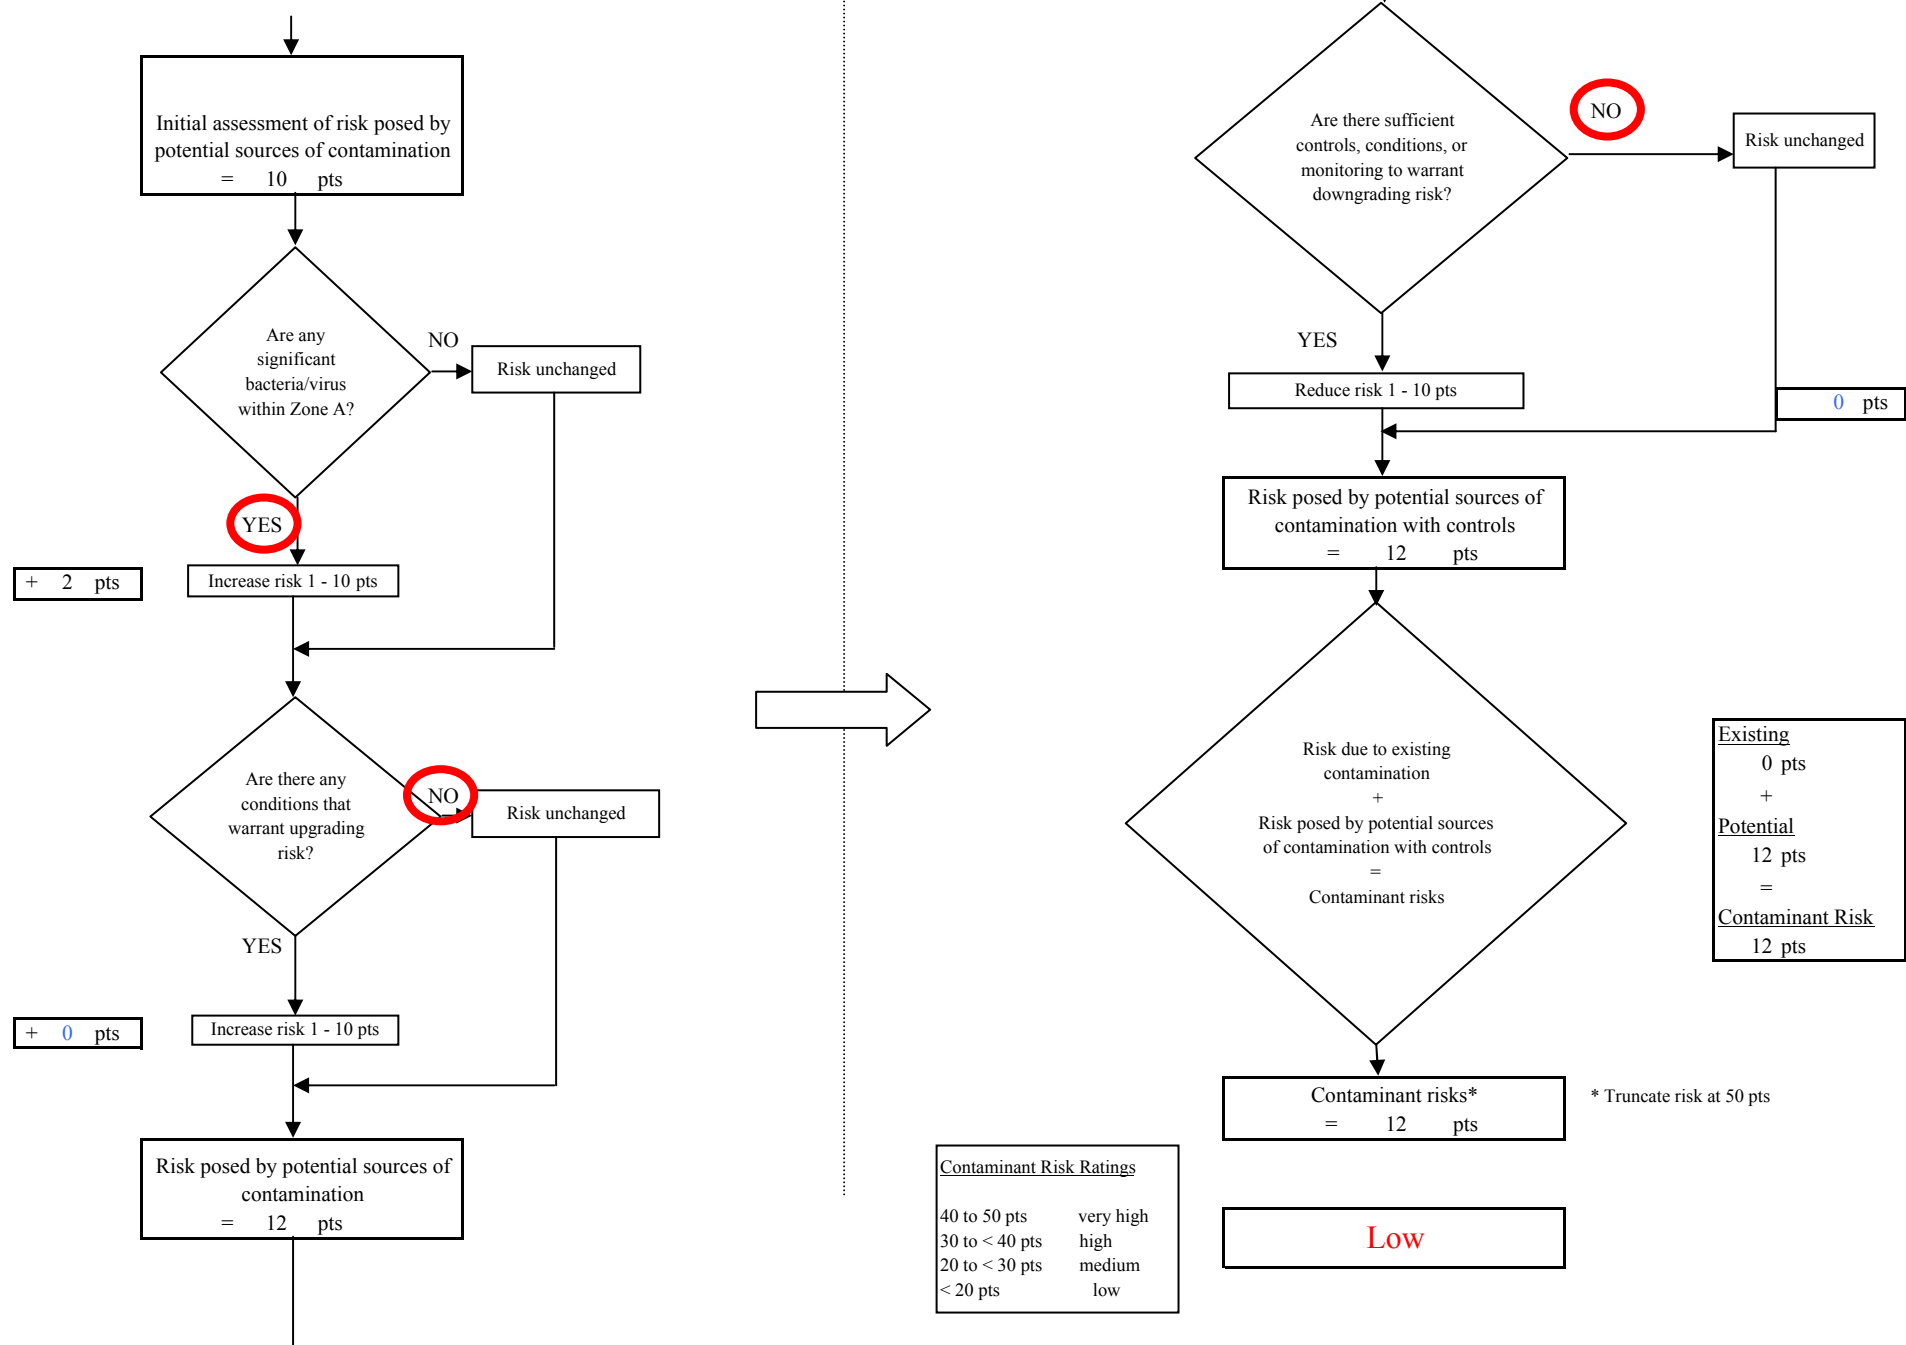 Initial assessment of risk posed by
potential sources of contamination
= 10 pts
Are any
significant
bacteria/virus
within Zone A?
NO
Risk unchanged
YES
+ 2 pts
Increase risk 1 - 10 pts
Are there any
conditions that
warrant upgrading
risk?
NO
Risk unchanged
YES
+ 0 pts
Increase risk 1 - 10 pts
Risk posed by potential sources of
contamination
= 12 pts
Are there sufficient
controls, conditions, or
monitoring to warrant
downgrading risk?
NO
Risk unchanged
YES
Reduce risk 1 - 10 pts
0 pts
Risk posed by potential sources of
contamination with controls
= 12 pts
Risk due to existing
contamination
+
Risk posed by potential sources
of contamination with controls
=
Contaminant risks
Existing
0 pts
+
Potential
12 pts
=
Contaminant Risk
12 pts
Contaminant risks*
= 12 pts
* Truncate risk at 50 pts
Contaminant Risk Ratings
40 to 50 pts very high
30 to < 40 pts high
20 to < 30 pts medium
< 20 pts low
Low